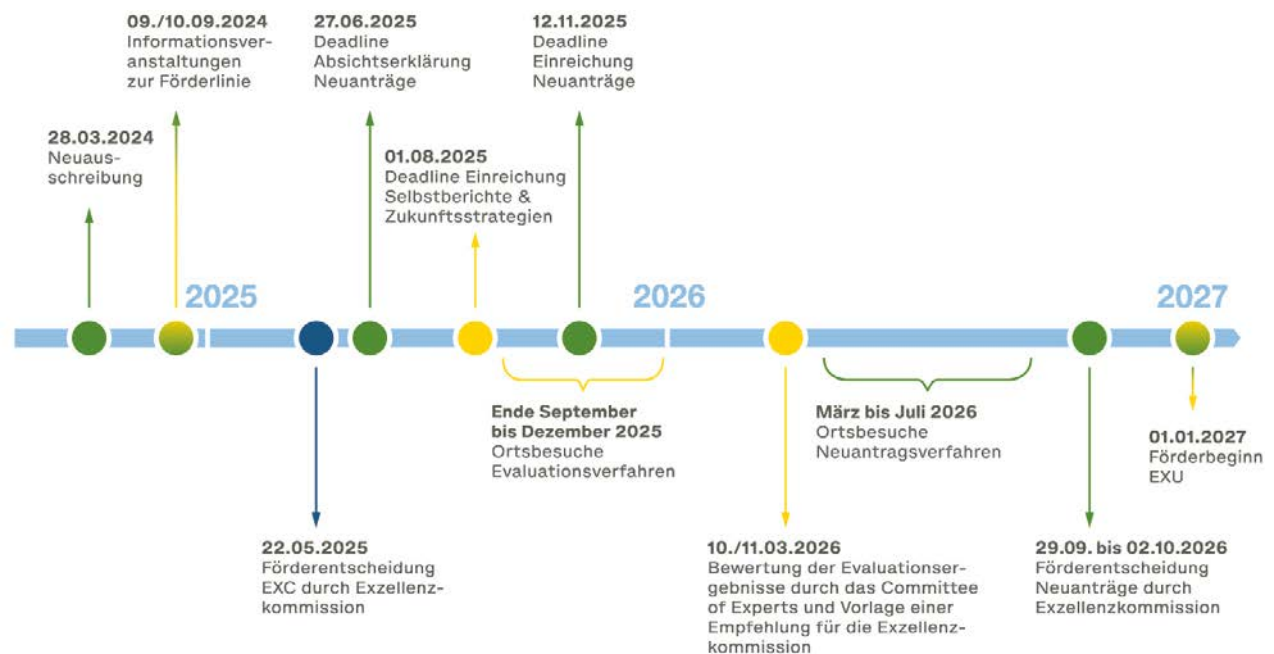 09./10.09.2024
Informationsver-
anstaltungen
zur Förderlinie
27.06.2025
Deadline
Absichtserklärung
Neuanträge
12.11.2025
Deadline
Einreichung
Neuanträge
28.03.2024
Neuaus-
schreibung
01.08.2025
Deadline Einreichung
Selbstberichte &
Zukunftsstrategien
2025
2026
2027
Ende September
bis Dezember 2025
Ortsbesuche
Evaluationsverfahren
März bis Juli 2026
Ortsbesuche
Neuantragsverfahren
01.01.2027
Förderbeginn
EXU
22.05.2025
Förderentscheidung
EXC durch Exzellenz-
kommission
10./11.03.2026
Bewertung der Evaluationser-
gebnisse durch das Committee
of Experts und Vorlage einer
Empfehlung für die Exzellenz-
kommission
29.09. bis 02.10.2026
Förderentscheidung
Neuanträge durch
Exzellenzkommission